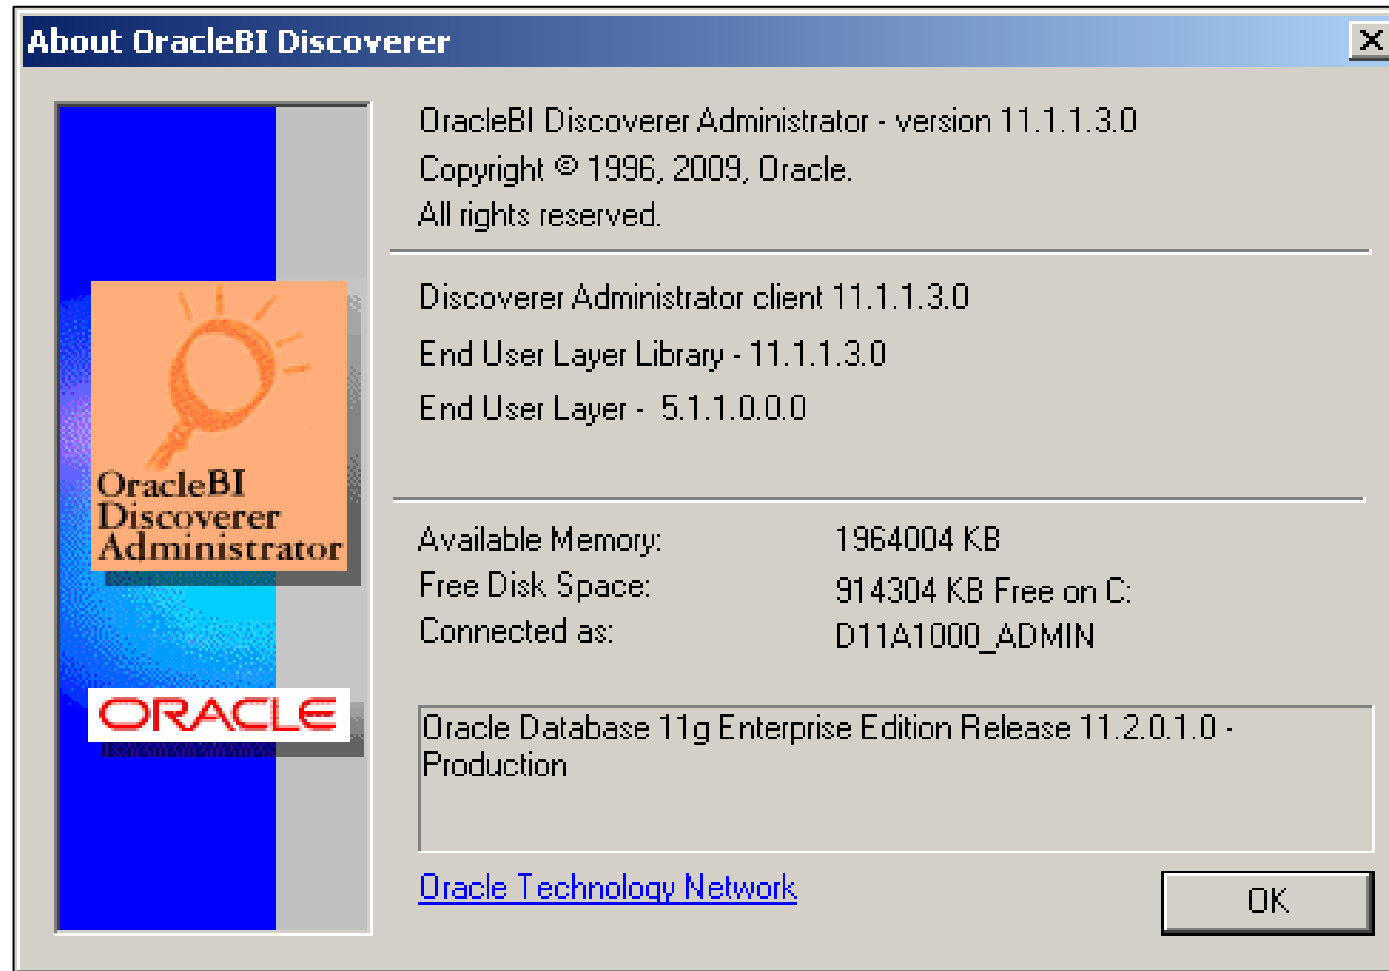 About OracleBI Discoverer
OracleBI Discoverer Administrator - version 11.1.1.3.0
Copyright © 1996, 2009, Oracle.
All rights reserved.
Discoverer Administrator client 11.1.1.3.0
End User Layer Library - 11.1.1.3.0
End User Layer - 5.1.1.0.0.0
OracleBI
Discoverer
Administrator
ORACLE
Available Memory: 1964004 KB
Free Disk Space: 914304 KB Free on C:
Connected as: D11A1000_ADMIN
Oracle Database 11g Enterprise Edition Release 11.2.0.1.0 -
Production
Oracle Technology Network
OK